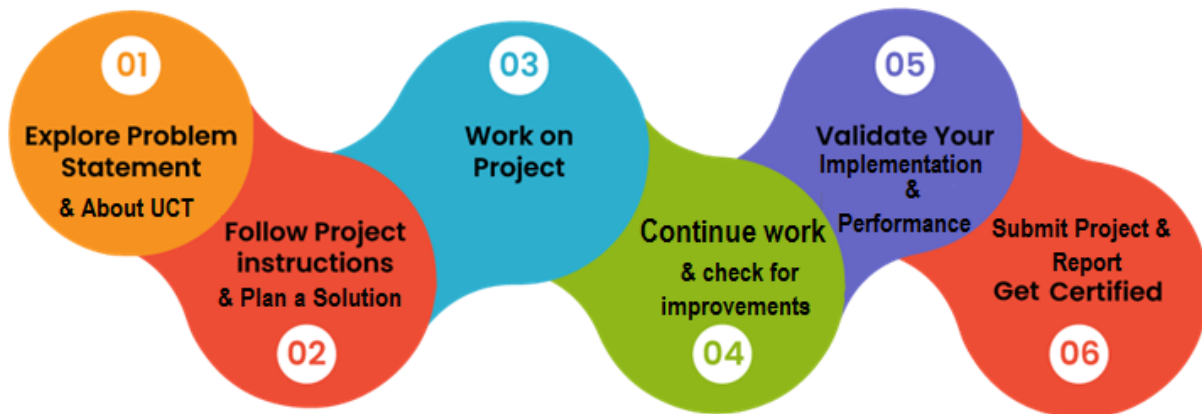 01
Explore Problem
Statement
& About UCT
Follow Project
instructions
& Plan a Solution
02
03
Work on
Project
Continue work
& check for
improvements
04
05
Validate Your
Implementation
&
Performance
Submit Project &
Report
Get Certified
06